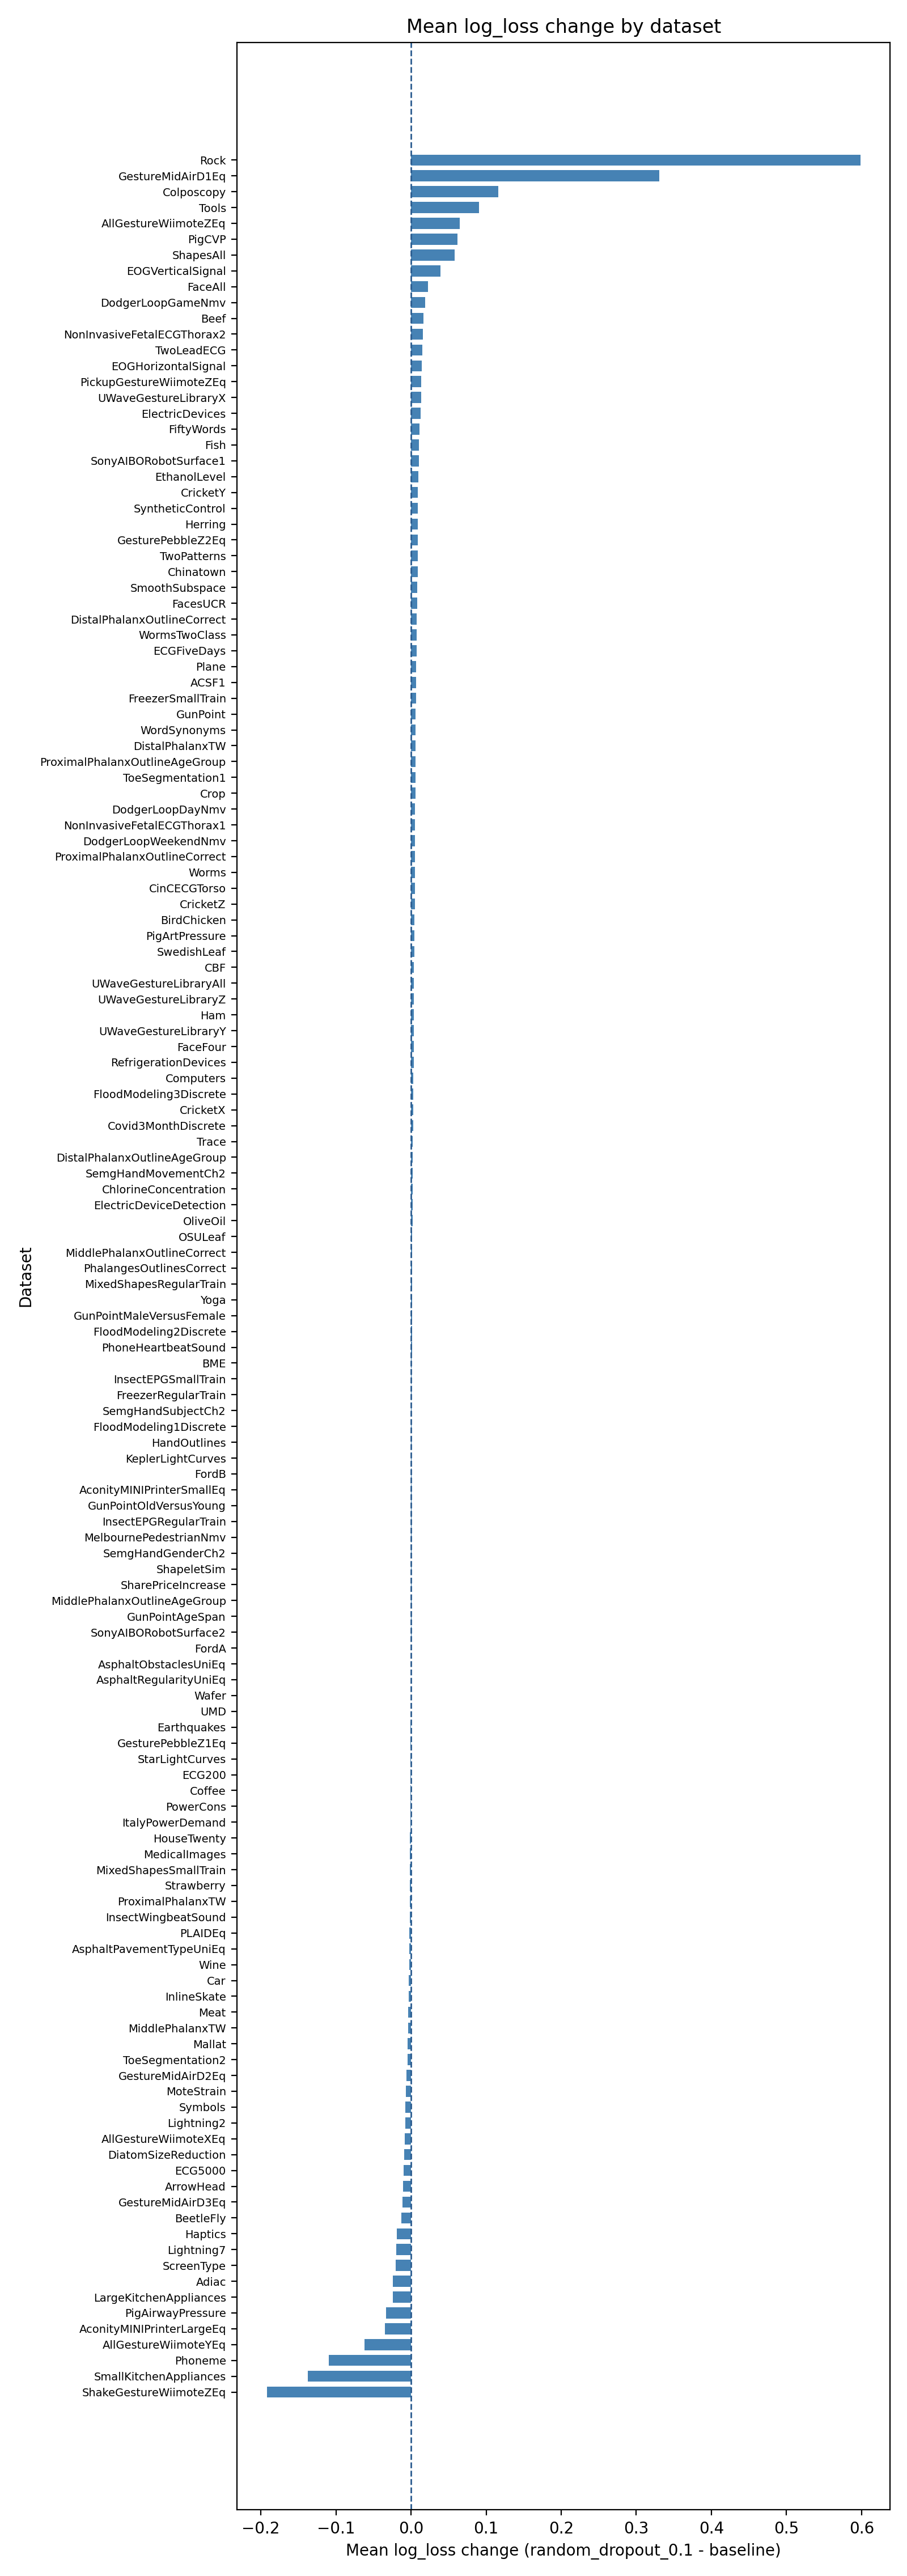 Mean log_loss change by dataset
Rock
GestureMidAirD1Eq
Colposcopy
Tools
AllGestureWiimoteZEq
PigCVP
ShapesAll
EOGVerticalSignal
FaceAll
DodgerLoopGameNmv
Beef
NonInvasiveFetalECGThorax2
TwoLeadECG
EOGHorizontalSignal
PickupGestureWiimoteZEq
UWaveGestureLibraryX
ElectricDevices
FiftyWords
Fish
SonyAIBORobotSurface1
EthanolLevel
CricketY
SyntheticControl
Herring
GesturePebbleZ2Eq
TwoPatterns
Chinatown
SmoothSubspace
FacesUCR
DistalPhalanxOutlineCorrect
WormsTwoClass
ECGFiveDays
Plane
ACSF1
FreezerSmallTrain
GunPoint
WordSynonyms
DistalPhalanxTW
ProximalPhalanxOutlineAgeGroup
ToeSegmentation1
Crop
DodgerLoopDayNmv
NonInvasiveFetalECGThorax1
DodgerLoopWeekendNmv
ProximalPhalanxOutlineCorrect
Worms
CinCECGTorso
CricketZ
BirdChicken
PigArtPressure
SwedishLeaf
CBF
UWaveGestureLibraryAll
UWaveGestureLibraryZ
Ham
UWaveGestureLibraryY
FaceFour
RefrigerationDevices
Computers
FloodModeling3Discrete
CricketX
Covid3MonthDiscrete
Trace
DistalPhalanxOutlineAgeGroup
SemgHandMovementCh2
ChlorineConcentration
ElectricDeviceDetection
OliveOil
OSULeaf
MiddlePhalanxOutlineCorrect
PhalangesOutlinesCorrect
MixedShapesRegularTrain
Yoga
GunPointMaleVersusFemale
FloodModeling2Discrete
PhoneHeartbeatSound
BME
InsectEPGSmallTrain
FreezerRegularTrain
SemgHandSubjectCh2
FloodModeling1Discrete
HandOutlines
KeplerLightCurves
FordB
AconityMINIPrinterSmallEq
GunPointOldVersusYoung
InsectEPGRegularTrain
MelbournePedestrianNmv
SemgHandGenderCh2
ShapeletSim
SharePriceIncrease
MiddlePhalanxOutlineAgeGroup
GunPointAgeSpan
SonyAIBORobotSurface2
FordA
AsphaltObstaclesUniEq
AsphaltRegularityUniEq
Wafer
UMD
Earthquakes
GesturePebbleZ1Eq
StarLightCurves
ECG200
Coffee
PowerCons
ItalyPowerDemand
HouseTwenty
MedicalImages
MixedShapesSmallTrain
Strawberry
ProximalPhalanxTW
InsectWingbeatSound
PLAIDEq
AsphaltPavementTypeUniEq
Wine
Car
InlineSkate
Meat
MiddlePhalanxTW
Mallat
ToeSegmentation2
GestureMidAirD2Eq
MoteStrain
Symbols
Lightning2
AllGestureWiimoteXEq
DiatomSizeReduction
ECG5000
ArrowHead
GestureMidAirD3Eq
BeetleFly
Haptics
Lightning7
ScreenType
Adiac
LargeKitchenAppliances
PigAirwayPressure
AconityMINIPrinterLargeEq
AllGestureWiimoteYEq
Phoneme
SmallKitchenAppliances
ShakeGestureWiimoteZEq
Dataset
−0.2 −0.1 0.0 0.1 0.2 0.3 0.4 0.5 0.6
Mean log_loss change (random_dropout_0.1 - baseline)